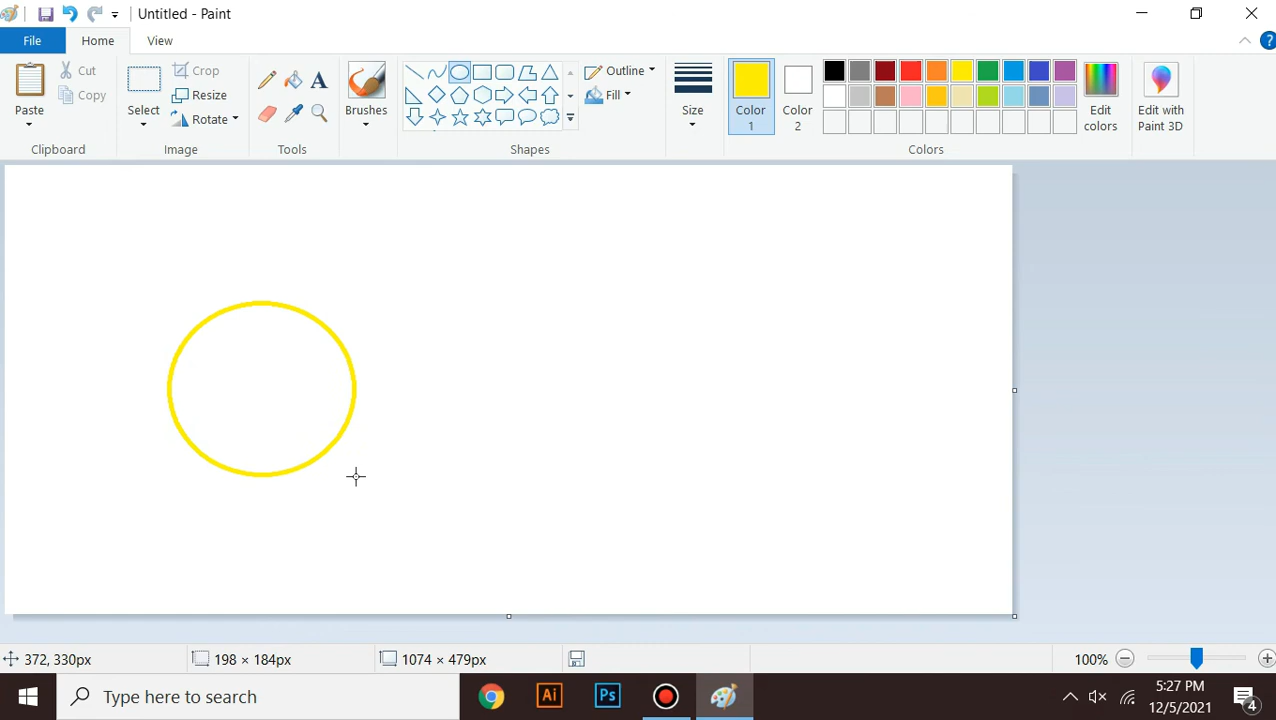 Untitled - Paint
File
Home
View
Paste
Cut
Copy
Clipboard
Select
Crop
Resize
Rotate
Image
A
Tools
Brushes
Outline
Fill
Shapes
Size
Color
1
Color
2
Edit
colors
Colors
Edit with
Paint 3D
?
372, 330px
198 × 184px
1074 × 479px
100%
Type here to search
Ai
Ps
5:27 PM
12/5/2021
4